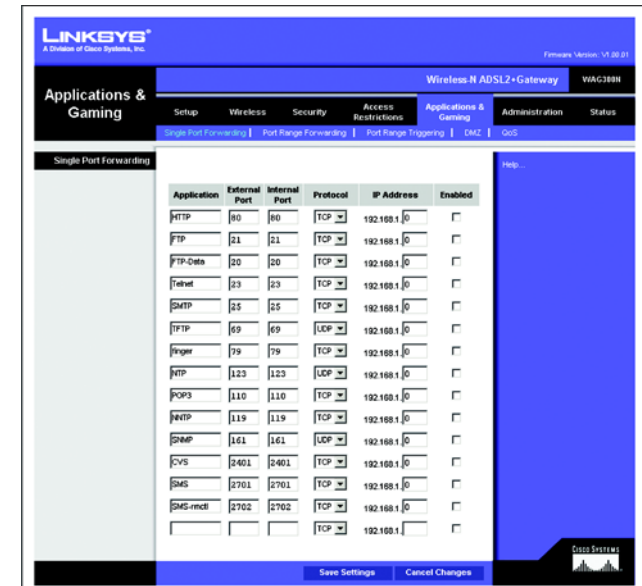 LINKSYS®
A Division of Cisco Systems, Inc.
Firmware Version: V1.00.01
Wireless-N ADSL2+Gateway WAG300N
Applications & Gaming
Setup Wireless Security Access Restrictions Applications & Gaming Administration Status
Single Port Forwarding | Port Range Forwarding | Port Range Triggering | DMZ | QoS
Single Port Forwarding
Help...
Application External Port Internal Port Protocol IP Address Enabled
HTTP 80 80 TCP 192.168.1. 0
FTP 21 21 TCP 192.168.1. 0
FTP-Data 20 20 TCP 192.168.1. 0
Telnet 23 23 TCP 192.168.1. 0
SMTP 25 25 TCP 192.168.1. 0
TFTP 69 69 UDP 192.168.1. 0
finger 79 79 TCP 192.168.1. 0
NTP 123 123 UDP 192.168.1. 0
POP3 110 110 TCP 192.168.1. 0
NNTP 119 119 TCP 192.168.1. 0
SNMP 161 161 UDP 192.168.1. 0
CVS 2401 2401 TCP 192.168.1. 0
SMS 2701 2701 TCP 192.168.1. 0
SMS-rmctl 2702 2702 TCP 192.168.1. 0
TCP 192.168.1.
Save Settings Cancel Changes
CISCO SYSTEMS